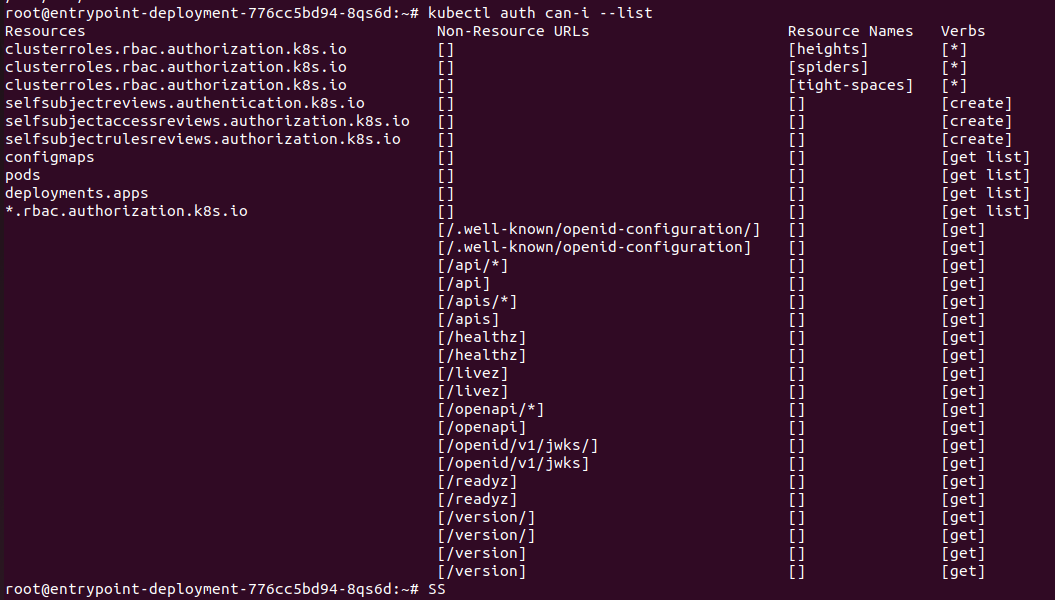 root@entrypoint-deployment-776cc5bd94-8qs6d:~# kubectl auth can-i --list
Resources Non-Resource URLs Resource Names Verbs
clusterroles.rbac.authorization.k8s.io [] [heights] [*]
clusterroles.rbac.authorization.k8s.io [] [spiders] [*]
clusterroles.rbac.authorization.k8s.io [] [tight-spaces] [*]
selfsubjectreviews.authentication.k8s.io [] [] [create]
selfsubjectaccessreviews.authorization.k8s.io [] [] [create]
selfsubjectrulesreviews.authorization.k8s.io [] [] [create]
configmaps [] [] [get list]
pods [] [] [get list]
deployments.apps [] [] [get list]
*.rbac.authorization.k8s.io [] [] [get list]
[/.well-known/openid-configuration/] [] [get]
[/.well-known/openid-configuration] [] [get]
[/api/*] [] [get]
[/api] [] [get]
[/apis/*] [] [get]
[/apis] [] [get]
[/healthz] [] [get]
[/healthz] [] [get]
[/livez] [] [get]
[/livez] [] [get]
[/openapi/*] [] [get]
[/openapi] [] [get]
[/openid/v1/jwks/] [] [get]
[/openid/v1/jwks] [] [get]
[/readyz] [] [get]
[/readyz] [] [get]
[/version/] [] [get]
[/version/] [] [get]
[/version] [] [get]
[/version] [] [get]
root@entrypoint-deployment-776cc5bd94-8qs6d:~# SS